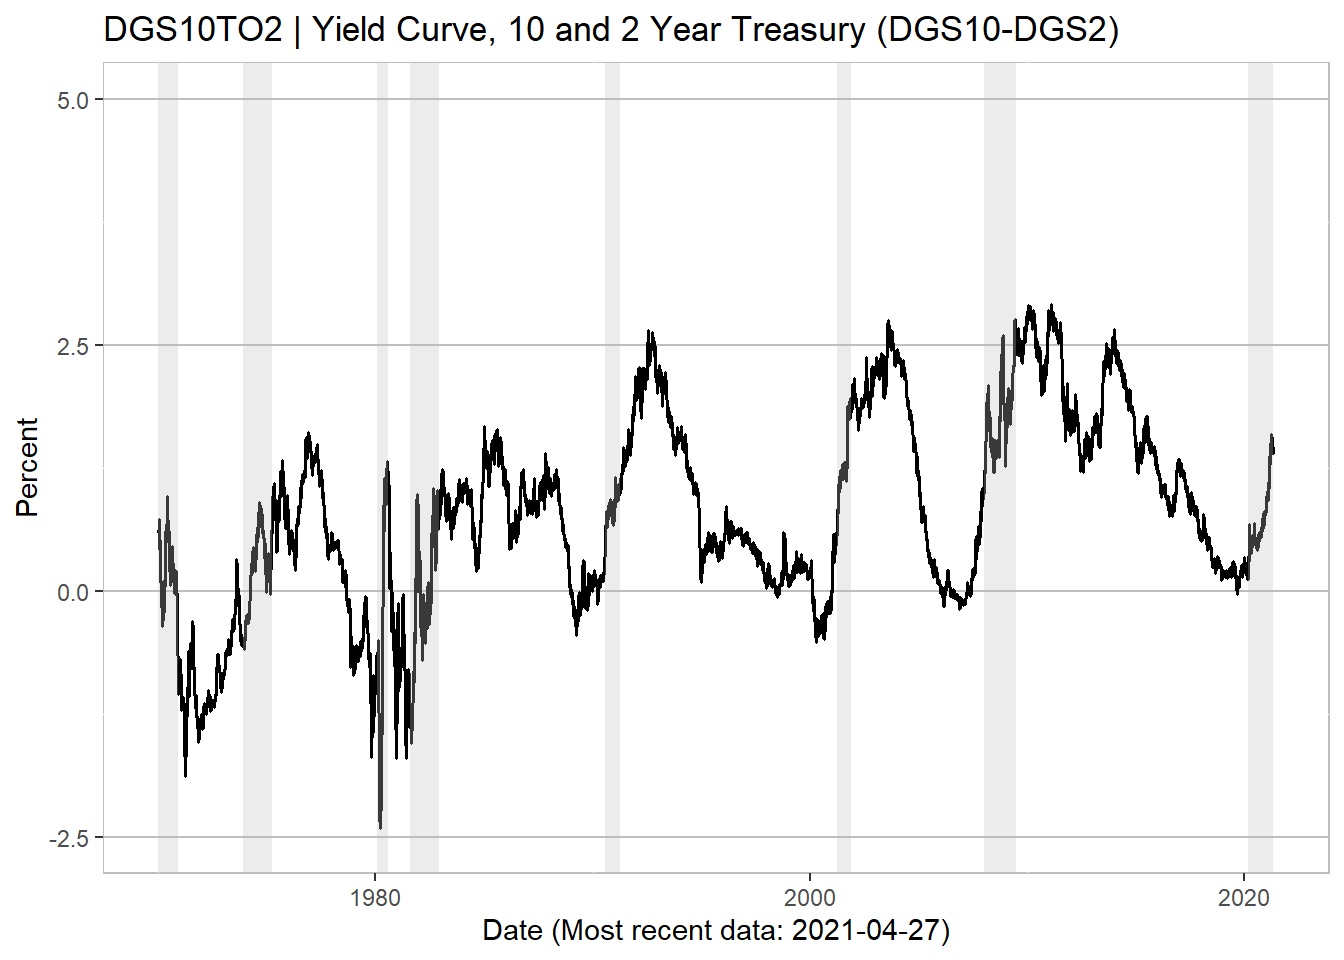 DGS10TO2 | Yield Curve, 10 and 2 Year Treasury (DGS10-DGS2)
5.0
2.5
Percent
0.0
-2.5
1980
2000
2020
Date (Most recent data: 2021-04-27)